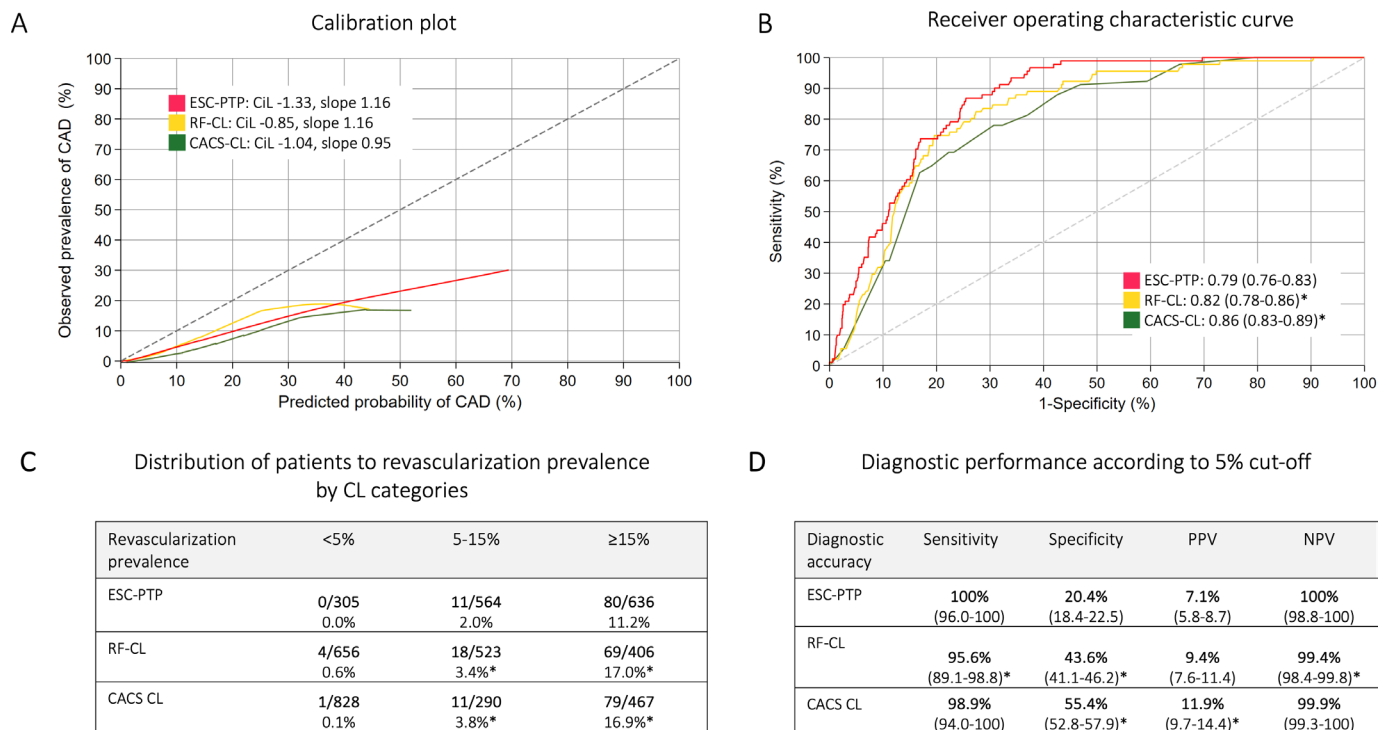 A
Calibration plot
Observed prevalence of CAD (%)
100
90
80
70
60
50
40
30
20
10
0
ESC-PTP: CiL -1.33, slope 1.16
RF-CL: CiL -0.85, slope 1.16
CACS-CL: CiL -1.04, slope 0.95
0 10 20 30 40 50 60 70 80 90 100
Predicted probability of CAD (%)
B
Receiver operating characteristic curve
Sensitivity (%)
100
90
80
70
60
50
40
30
20
10
0
ESC-PTP: 0.79 (0.76-0.83)
RF-CL: 0.82 (0.78-0.86)*
CACS-CL: 0.86 (0.83-0.89)*
0 10 20 30 40 50 60 70 80 90 100
1-Specificity (%)
C
Distribution of patients to revascularization prevalence
by CL categories
Revascularization <5% 5-15% ≥15%
prevalence
ESC-PTP 0/305 11/564 80/636
0.0% 2.0% 11.2%
RF-CL 4/656 18/523 69/406
0.6% 3.4%* 17.0%*
CACS CL 1/828 11/290 79/467
0.1% 3.8%* 16.9%*
D
Diagnostic performance according to 5% cut-off
Diagnostic Sensitivity Specificity PPV NPV
accuracy
ESC-PTP 100% 20.4% 7.1% 100%
(96.0-100) (18.4-22.5) (5.8-8.7) (98.8-100)
RF-CL 95.6% 43.6% 9.4% 99.4%
(89.1-98.8)* (41.1-46.2)* (7.6-11.4) (98.4-99.8)*
CACS CL 98.9% 55.4% 11.9% 99.9%
(94.0-100) (52.8-57.9)* (9.7-14.4)* (99.3-100)